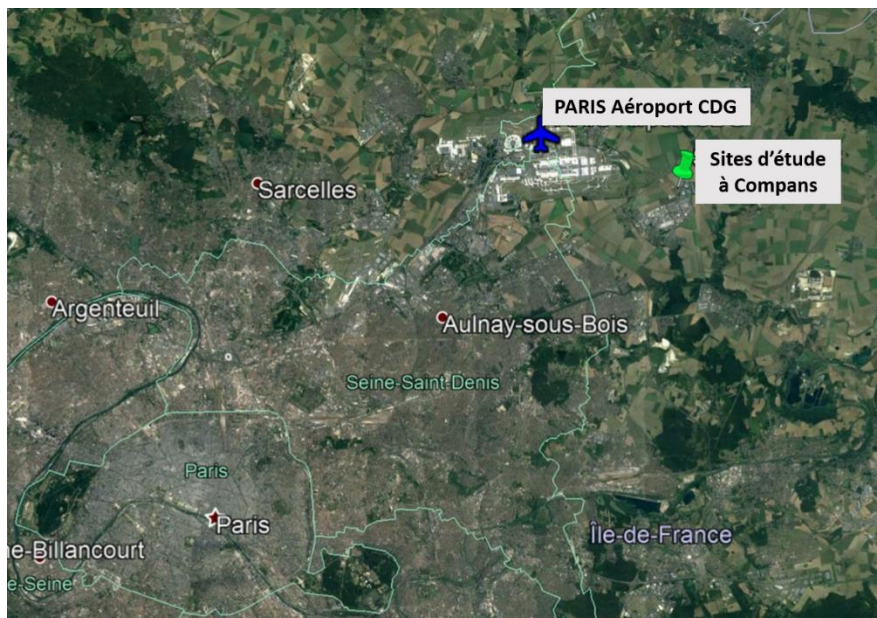 PARIS Aéroport CDG
Sites d'étude
à Compans
Sarcelles
Argenteuil
Aulnay-sous-Bois
Seine-Saint-Denis
Paris
Paris
Île-de-France
ne-Billancourt
e-Seine